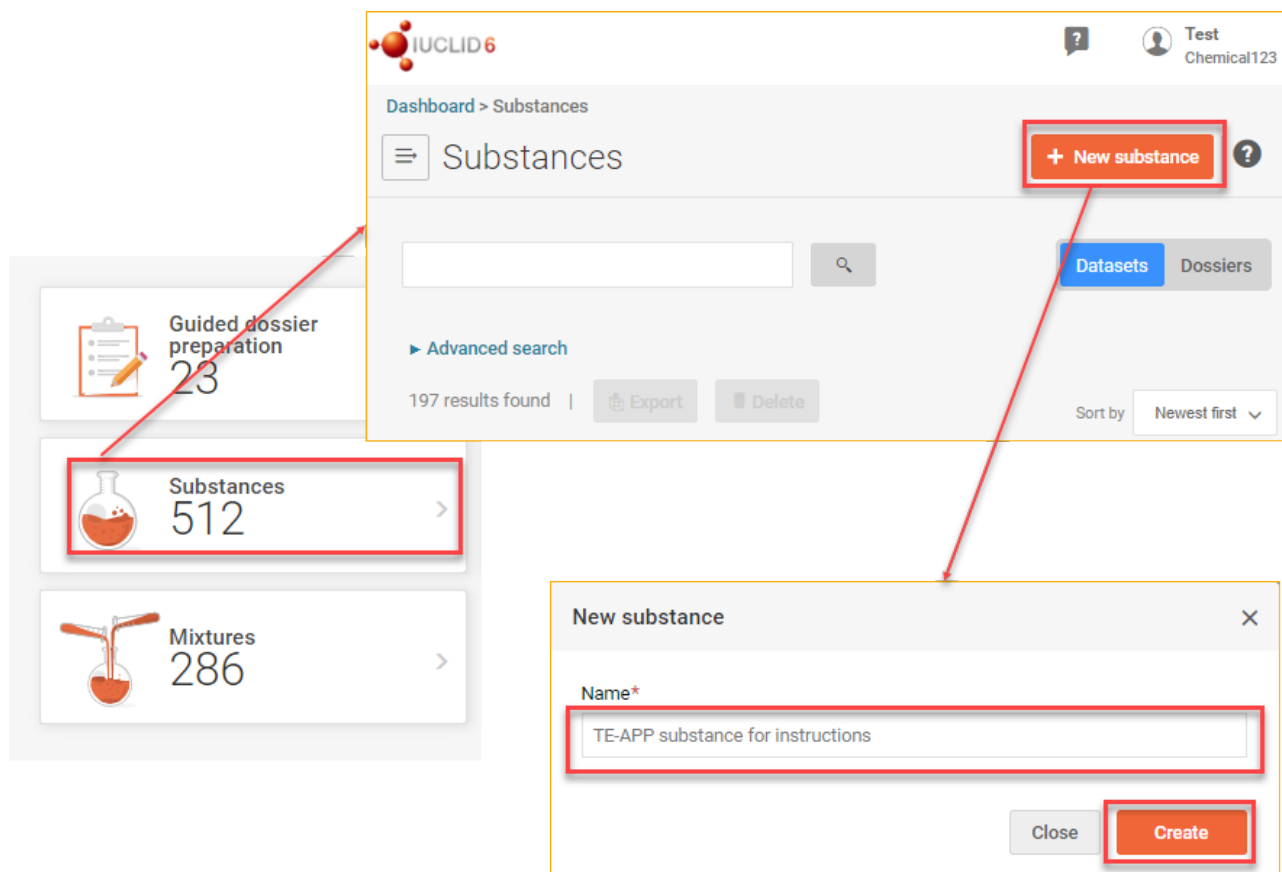 IUCLID 6
?
Test
Chemical123
Dashboard > Substances
Substances
+ New substance
?
Datasets
Dossiers
► Advanced search
197 results found |
Export
Delete
Sort by
Newest first
Guided dossier
preparation
23
Substances
512
Mixtures
286
New substance
×
Name*
TE-APP substance for instructions
Close
Create